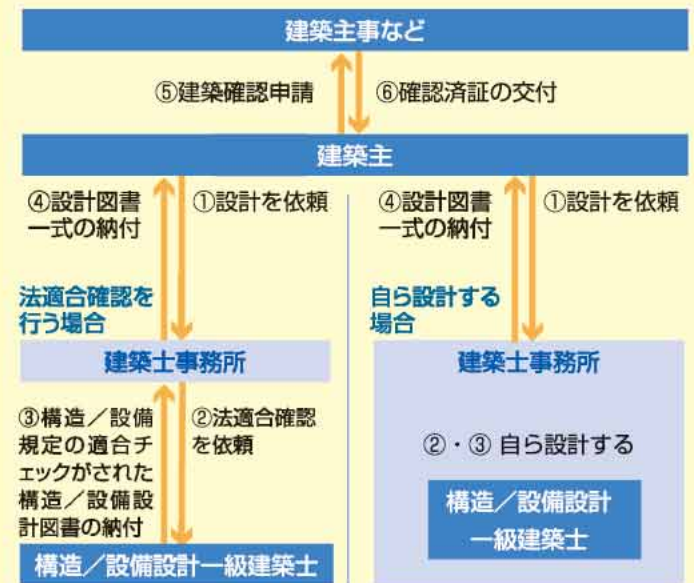 建築主事など
⑤建築確認申請
⑥確認済証の交付
建築主
④設計図書
一式の納付
①設計を依頼
法適合確認を
行う場合
建築士事務所
③構造／設備
規定の適合チ
ェックがされた
構造／設備設
計図書の納付
②法適合確認
を依頼
構造／設備設計一級建築士
④設計図書
一式の納付
①設計を依頼
自ら設計する
場合
建築士事務所
②・③ 自ら設計する
構造／設備設計
一級建築士